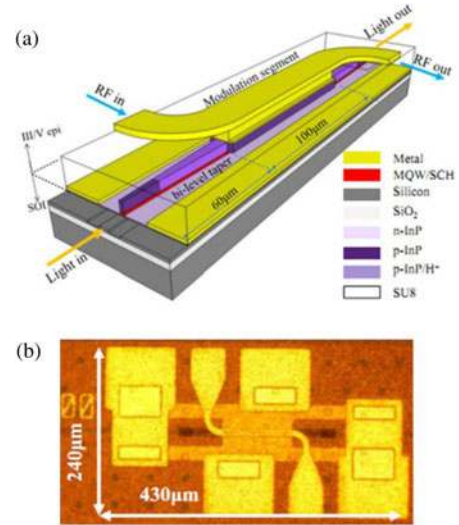 (a)
Light out
RF out
Modulation segment
RF in
III/V epi
100μm
bi-level taper
60μm
SOI
Light in
Metal
MQW/SCH
Silicon
SiO₂
n-InP
p-InP
p-InP/H⁺
SU8
(b)
240μm
430μm